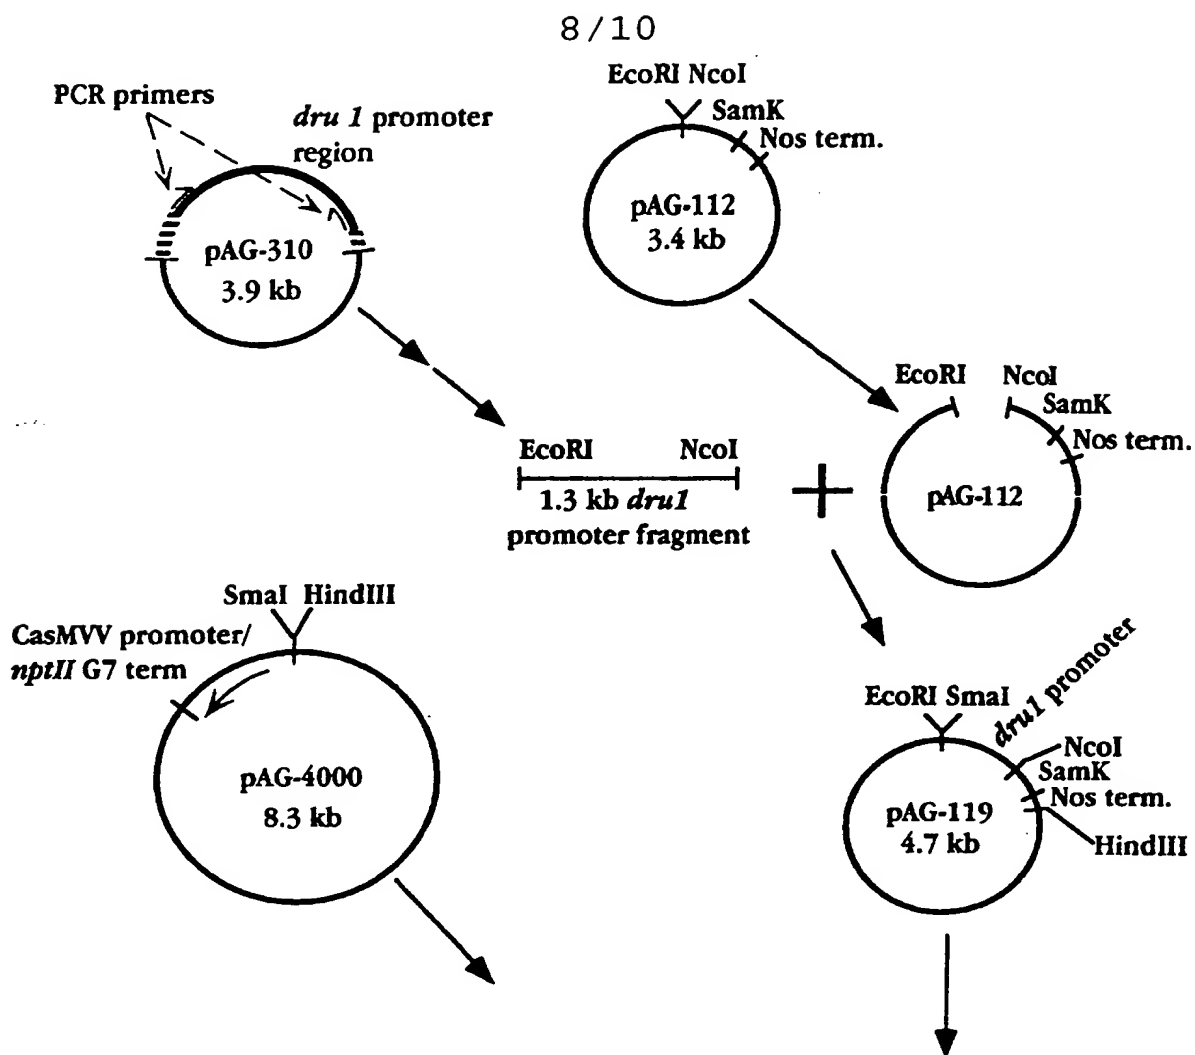 8/10
PCR primers
dru 1 promoter
region
pAG-310
3.9 kb
EcoRI NcoI
SamK
Nos term.
pAG-112
3.4 kb
EcoRI NcoI
1.3 kb dru1
promoter fragment
+
EcoRI NcoI
SamK
Nos term.
pAG-112
SmaI HindIII
CasMVV promoter/
nptII G7 term
pAG-4000
8.3 kb
EcoRI SmaI
dru1 promoter
NcoI
SamK
Nos term.
HindIII
pAG-119
4.7 kb